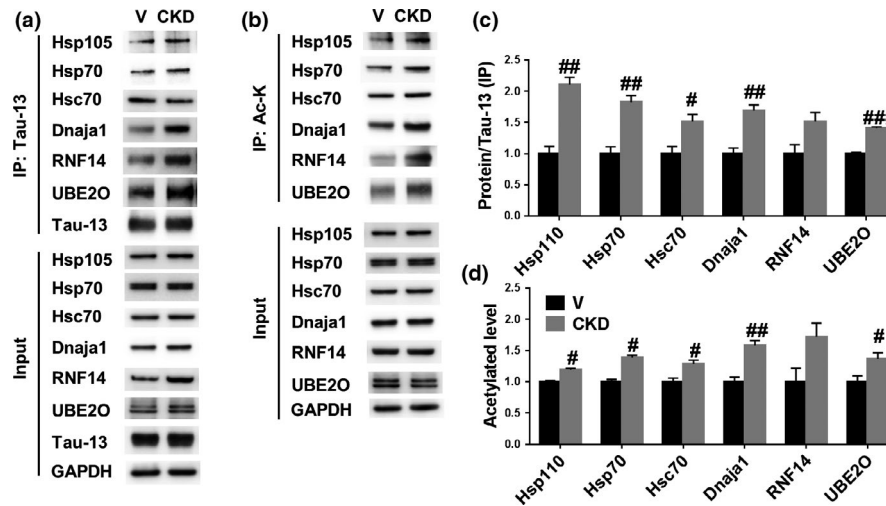 (a)
V CKD
IP: Tau-13
Hsp105
Hsp70
Hsc70
Dnaja1
RNF14
UBE2O
Tau-13
Input
Hsp105
Hsp70
Hsc70
Dnaja1
RNF14
UBE2O
Tau-13
GAPDH
(b)
V CKD
IP: Ac-K
Hsp105
Hsp70
Hsc70
Dnaja1
RNF14
UBE2O
Input
Hsp105
Hsp70
Hsc70
Dnaja1
RNF14
UBE2O
GAPDH
(c)
Protein/Tau-13 (IP)
2.5
2.0
1.5
1.0
0.5
0.0
## ## # ## ##
Hsp110 Hsp70 Hsc70 Dnaja1 RNF14 UBE2O
(d)
Acetylated level
2.5
2.0
1.5
1.0
0.5
0.0
V
CKD
# # # ## #
Hsp110 Hsp70 Hsc70 Dnaja1 RNF14 UBE2O